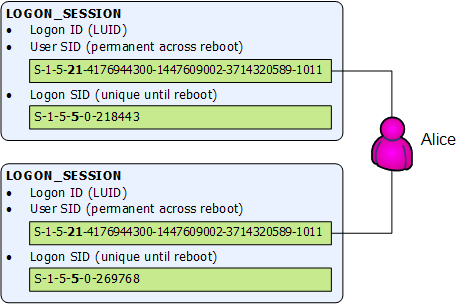 LOGON_SESSION
• Logon ID (LUID)
• User SID (permanent across reboot)
S-1-5-21-4176944300-1447609002-3714320589-1011
• Logon SID (unique until reboot)
S-1-5-5-0-218443
Alice
LOGON_SESSION
• Logon ID (LUID)
• User SID (permanent across reboot)
S-1-5-21-4176944300-1447609002-3714320589-1011
• Logon SID (unique until reboot)
S-1-5-5-0-269768